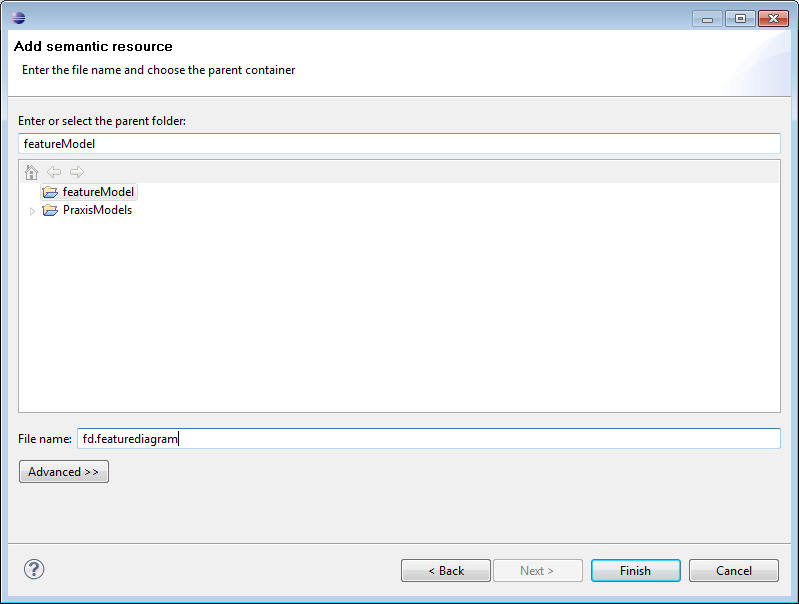 Add semantic resource
Enter the file name and choose the parent container
Enter or select the parent folder:
featureModel
featureModel
PraxisModels
File name: fd.featurediagram
Advanced >>
< Back Next > Finish Cancel